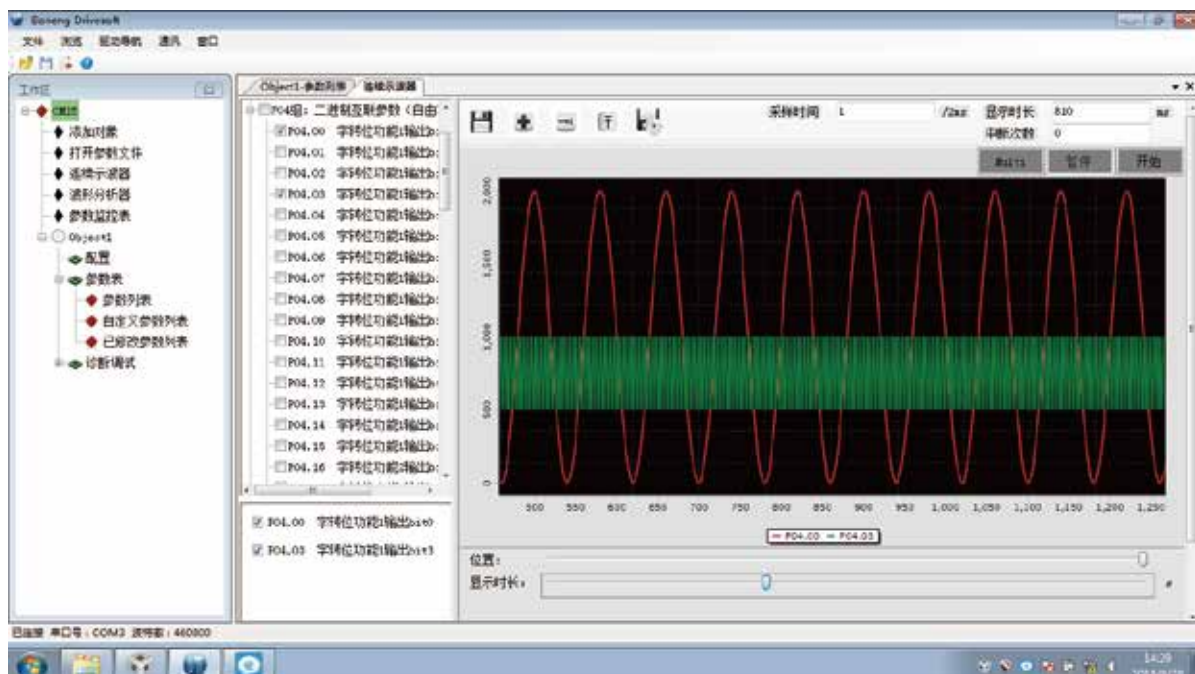 Boneng Drivesoft
文件 浏览 驱动导航 通讯 窗口
工作区
添加对象
打开参数文件
连续示波器
波形分析器
参数监控表
Object1
配置
参数表
参数列表
自定义参数列表
已修改参数列表
诊断调试
Object1-参数列表 连续示波器
P04组：二进制互联参数（自由
P04.00 字转位功能1输出b
P04.01 字转位功能1输出b
P04.02 字转位功能1输出b
P04.03 字转位功能1输出b
P04.04 字转位功能1输出b
P04.05 字转位功能1输出b
P04.06 字转位功能1输出b
P04.07 字转位功能1输出b
P04.08 字转位功能1输出b
P04.09 字转位功能1输出b
P04.10 字转位功能1输出b
P04.11 字转位功能1输出b
P04.12 字转位功能1输出b
P04.13 字转位功能1输出b
P04.14 字转位功能1输出b
P04.15 字转位功能1输出b
P04.16 字转位功能2输出b
P04.00 字转位功能1输出bit0
P04.03 字转位功能1输出bit3
采样时间 1 /2ms 显示时长 810 ms
中断次数 0
暂停 开始
2,000
1,500
1,000
500
0
500 550 600 650 700 750 800 850 900 950 1,000 1,050 1,100 1,150 1,200 1,250
P04.00 P04.03
位置：
显示时长：
已连接 串口号：COM3 波特率：460800
14:29